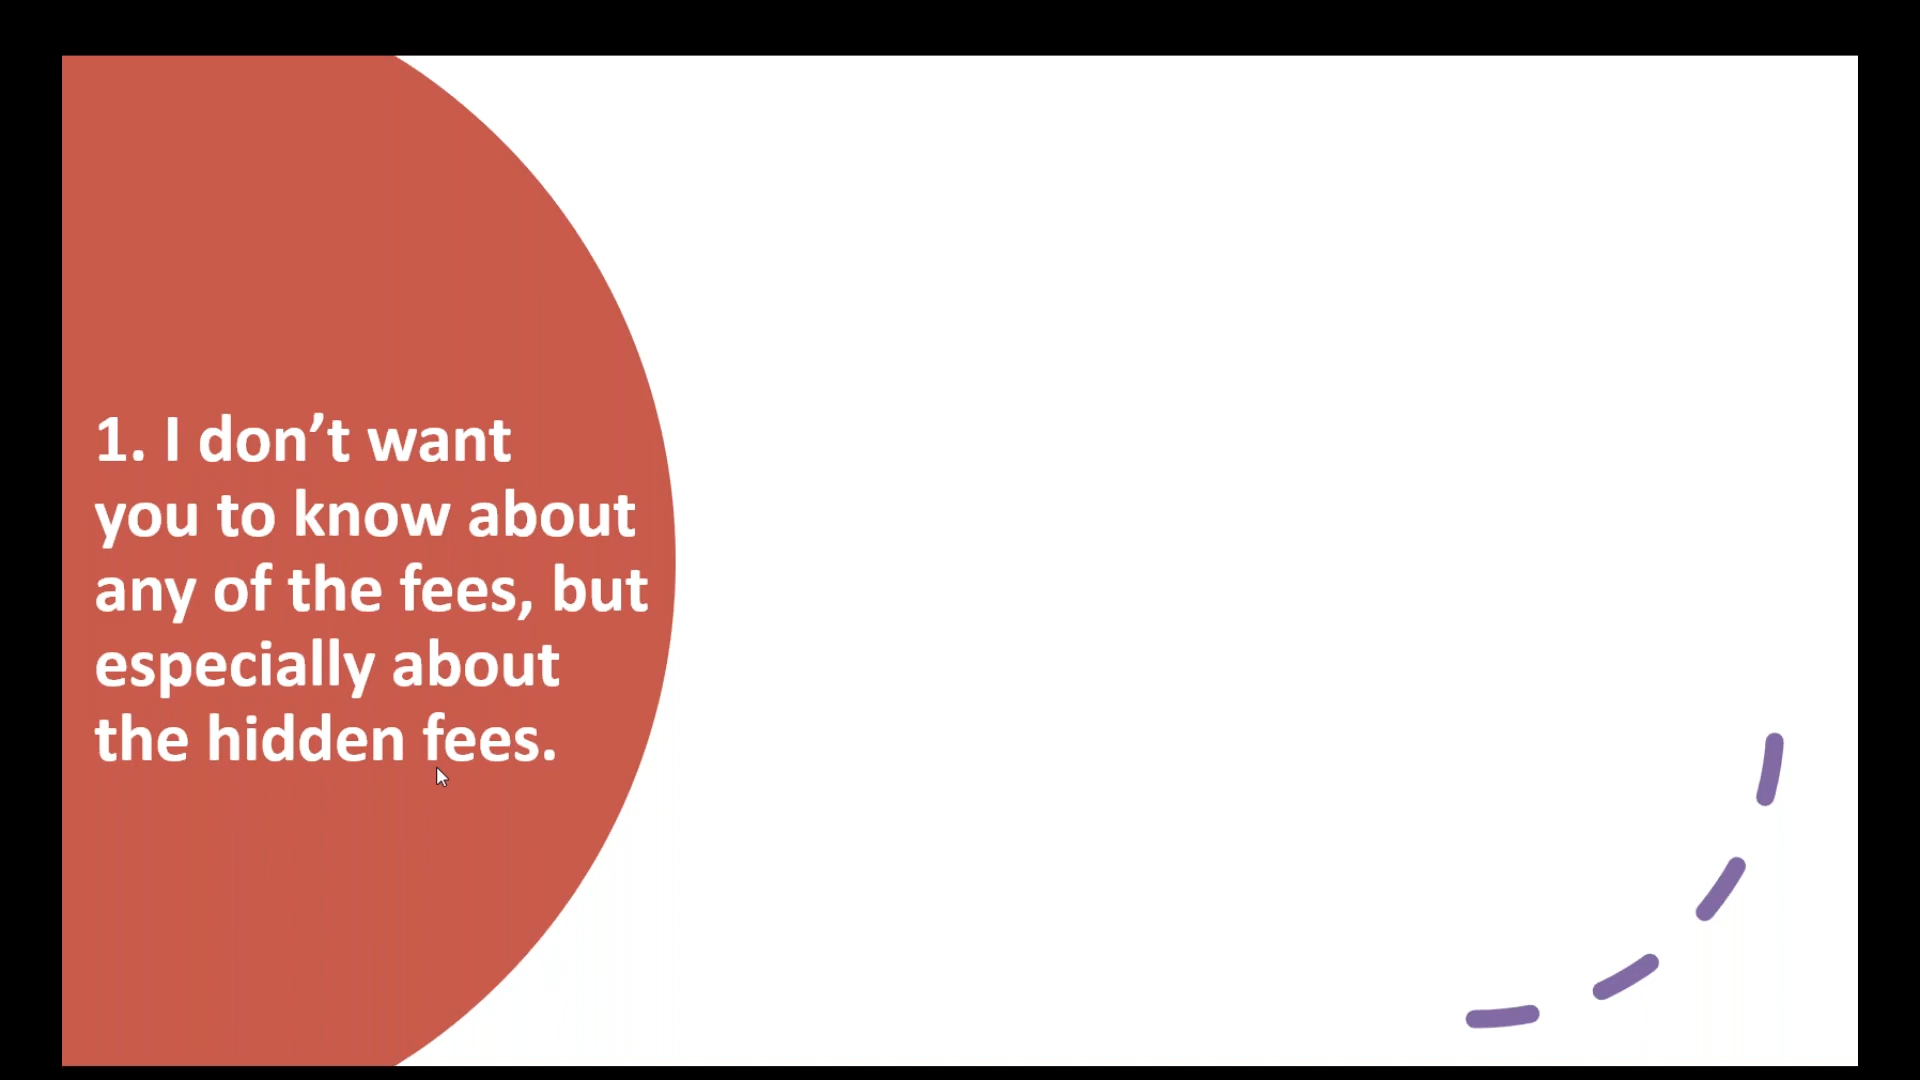 1. I don’t want
you to know about
any of the fees, but
especially about
the hidden fees.